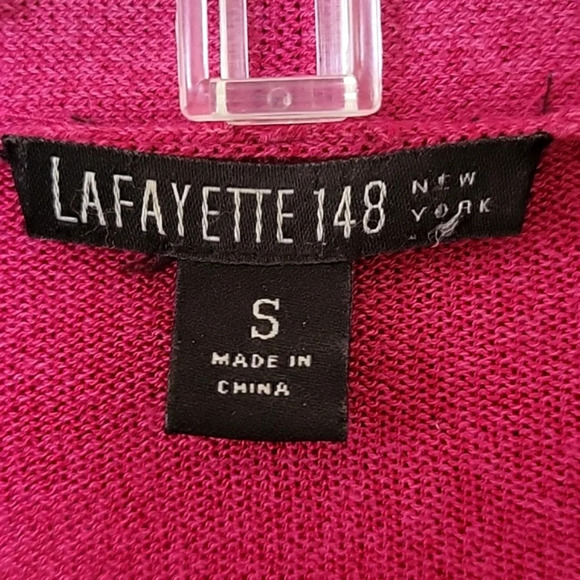 LAFAYETTE 148 NEW YORK
S
MADE IN
CHINA